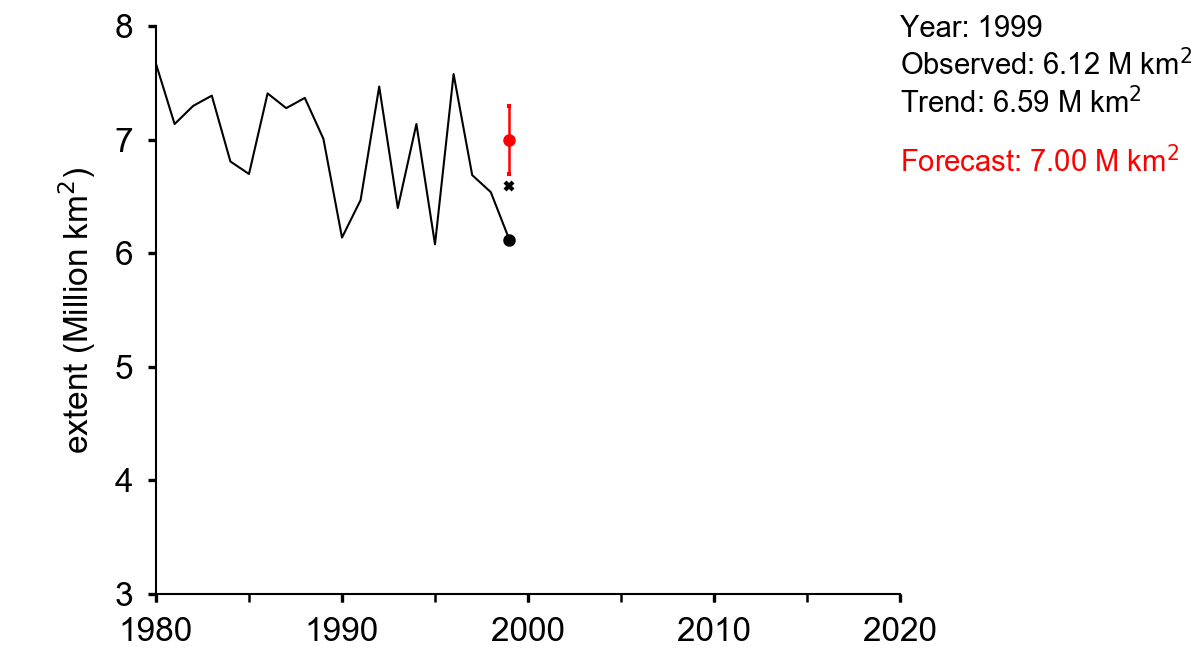 8
7
6
5
4
3
1980 1990 2000 2010 2020
extent (Million km²)
Year: 1999
Observed: 6.12 M km²
Trend: 6.59 M km²
Forecast: 7.00 M km²